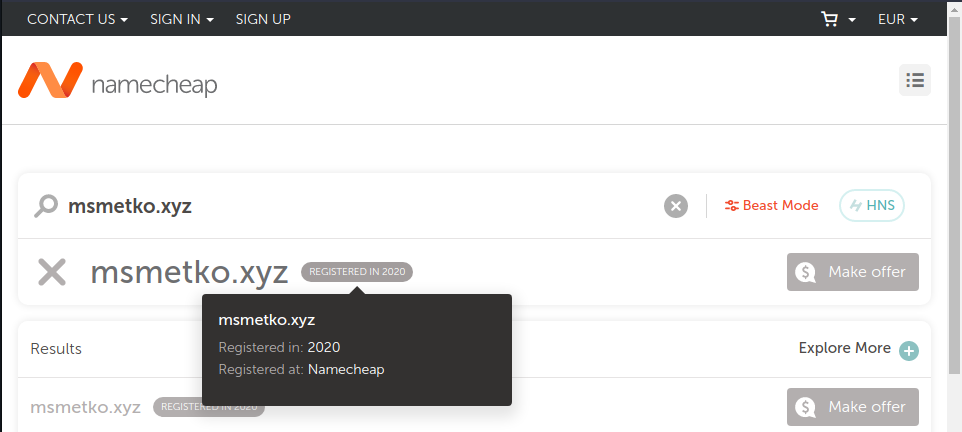 CONTACT US SIGN IN SIGN UP EUR
namecheap
msmetko.xyz Beast Mode HNS
msmetko.xyz REGISTERED IN 2020 $ Make offer
msmetko.xyz
Registered in: 2020
Registered at: Namecheap
Results Explore More
msmetko.xyz REGISTERED IN 2020 $ Make offer